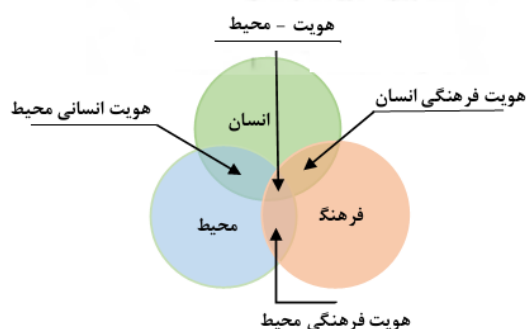 هویت – محیط
هویت فرهنگی انسان
هویت انسانی محیط
انسان
فرهنگ
محیط
هویت فرهنگی محیط